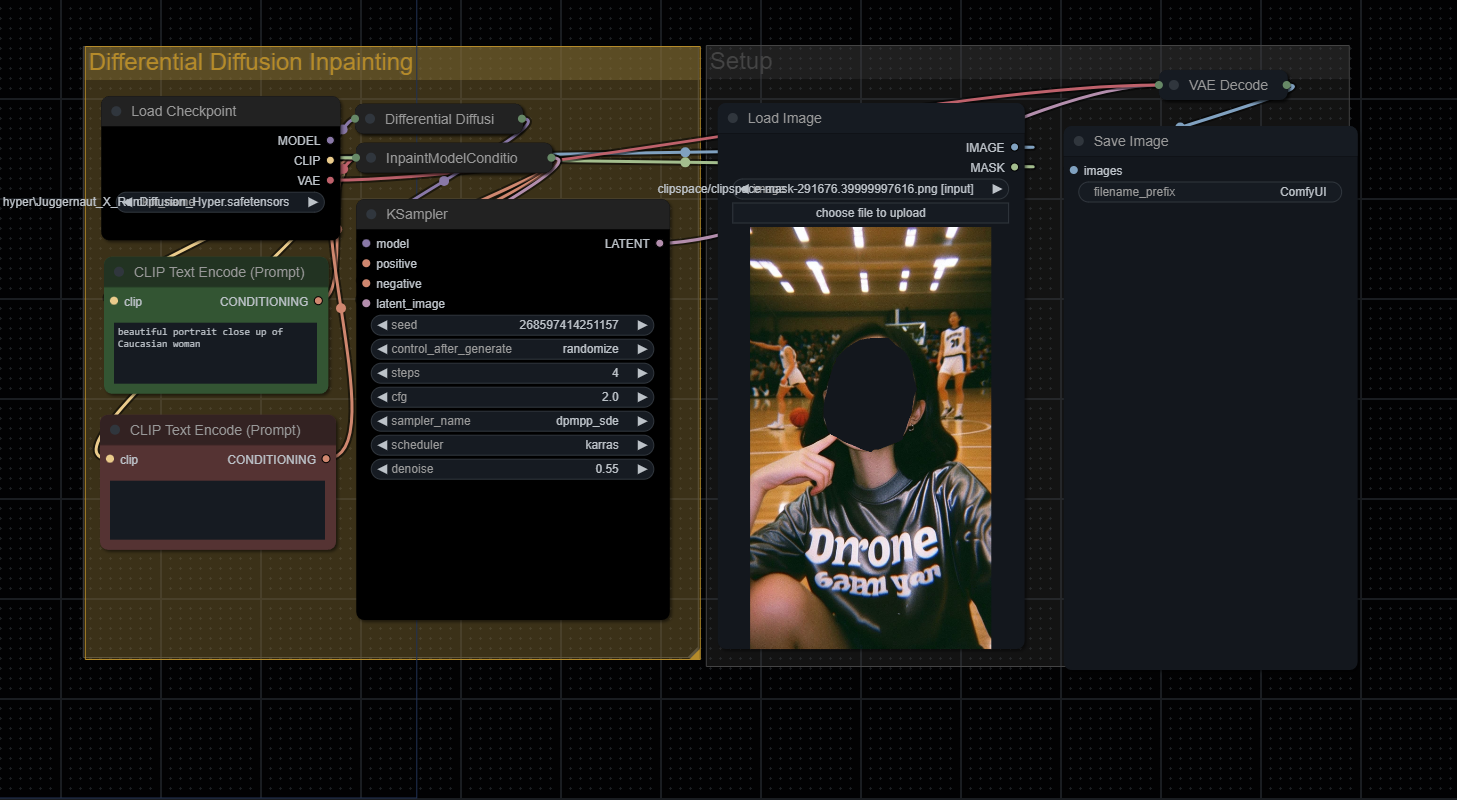 Differential Diffusion Inpainting
Load Checkpoint
MODEL
CLIP
VAE
hyper\Juggernaut_X_RunDiffusion_Hyper.safetensors
Differential Diffusi
InpaintModelConditio
CLIP Text Encode (Prompt)
clip
CONDITIONING
beautiful portrait close up of
Caucasian woman
CLIP Text Encode (Prompt)
clip
CONDITIONING
KSampler
model
LATENT
positive
negative
latent_image
seed
268597414251157
control_after_generate
randomize
steps
4
cfg
2.0
sampler_name
dpmpp_sde
scheduler
karras
denoise
0.55
Setup
Load Image
IMAGE
MASK
clipspace/clipspace-mask-291676.39999997616.png [input]
choose file to upload
Drrone
VAE Decode
Save Image
images
filename_prefix
ComfyUI